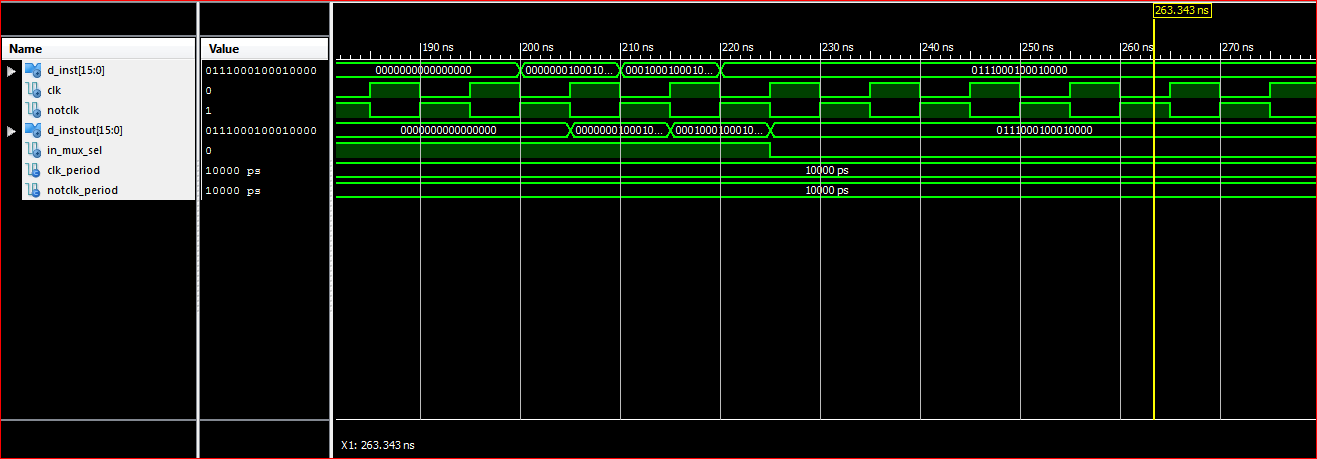 263.343 ns
190 ns 200 ns 210 ns 220 ns 230 ns 240 ns 250 ns 260 ns 270 ns
Name Value
d_inst[15:0] 0111000100010000 0000000000000000 0000000100010... 0001000100010... 0111000100010000
clk 0
notclk 1
d_instout[15:0] 0111000100010000 0000000000000000 0000000100010... 0001000100010... 0111000100010000
in_mux_sel 0
clk_period 10000 ps 10000 ps
notclk_period 10000 ps 10000 ps
X1: 263.343 ns